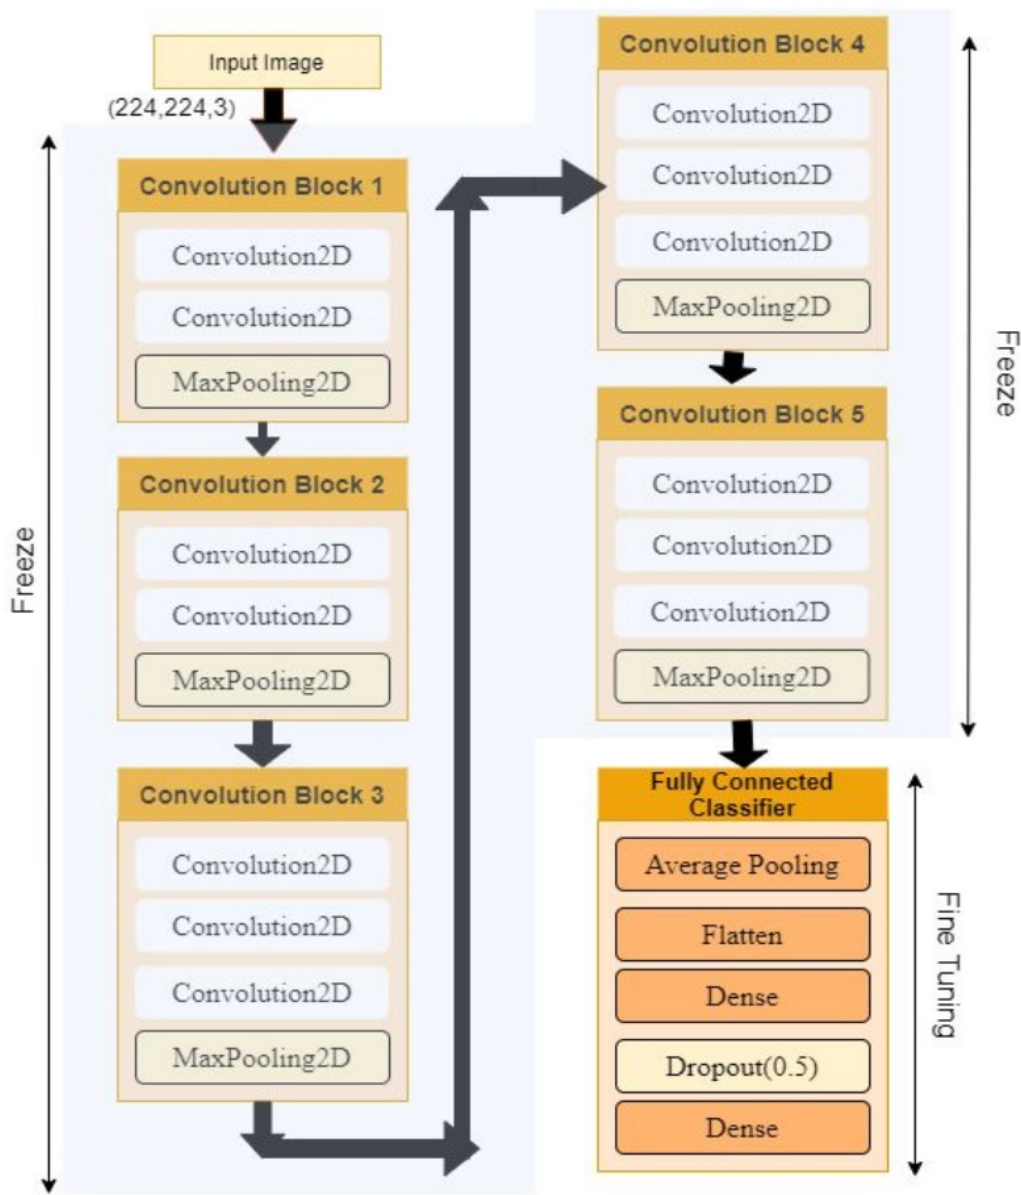 Input Image
(224,224,3)
Freeze
Convolution Block 1
Convolution2D
Convolution2D
MaxPooling2D
Convolution Block 2
Convolution2D
Convolution2D
MaxPooling2D
Convolution Block 3
Convolution2D
Convolution2D
Convolution2D
MaxPooling2D
Convolution Block 4
Convolution2D
Convolution2D
Convolution2D
MaxPooling2D
Convolution Block 5
Convolution2D
Convolution2D
Convolution2D
MaxPooling2D
Freeze
Fully Connected
Classifier
Average Pooling
Flatten
Dense
Dropout(0.5)
Dense
Fine Tuning